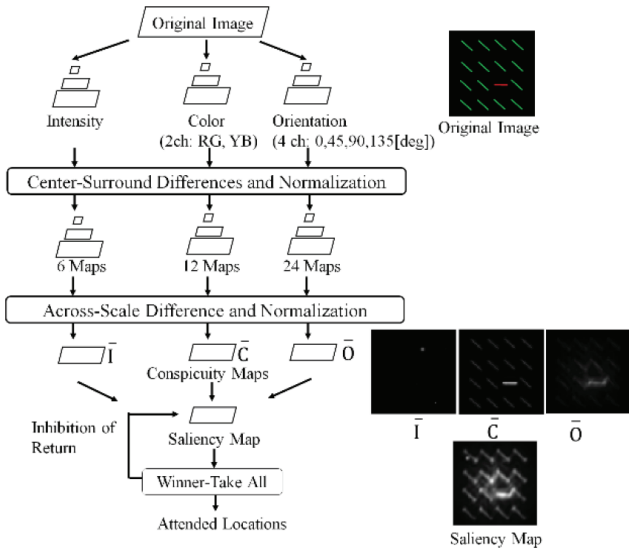 Original Image
Intensity
Color
(2ch: RG, YB)
Orientation
(4 ch: 0,45,90,135[deg])
Original Image
Center-Surround Differences and Normalization
6 Maps
12 Maps
24 Maps
Across-Scale Difference and Normalization
Ī
C̄
Ō
Conspicuity Maps
Inhibition of
Return
Saliency Map
Winner-Take All
Attended Locations
Ī
C̄
Ō
Saliency Map